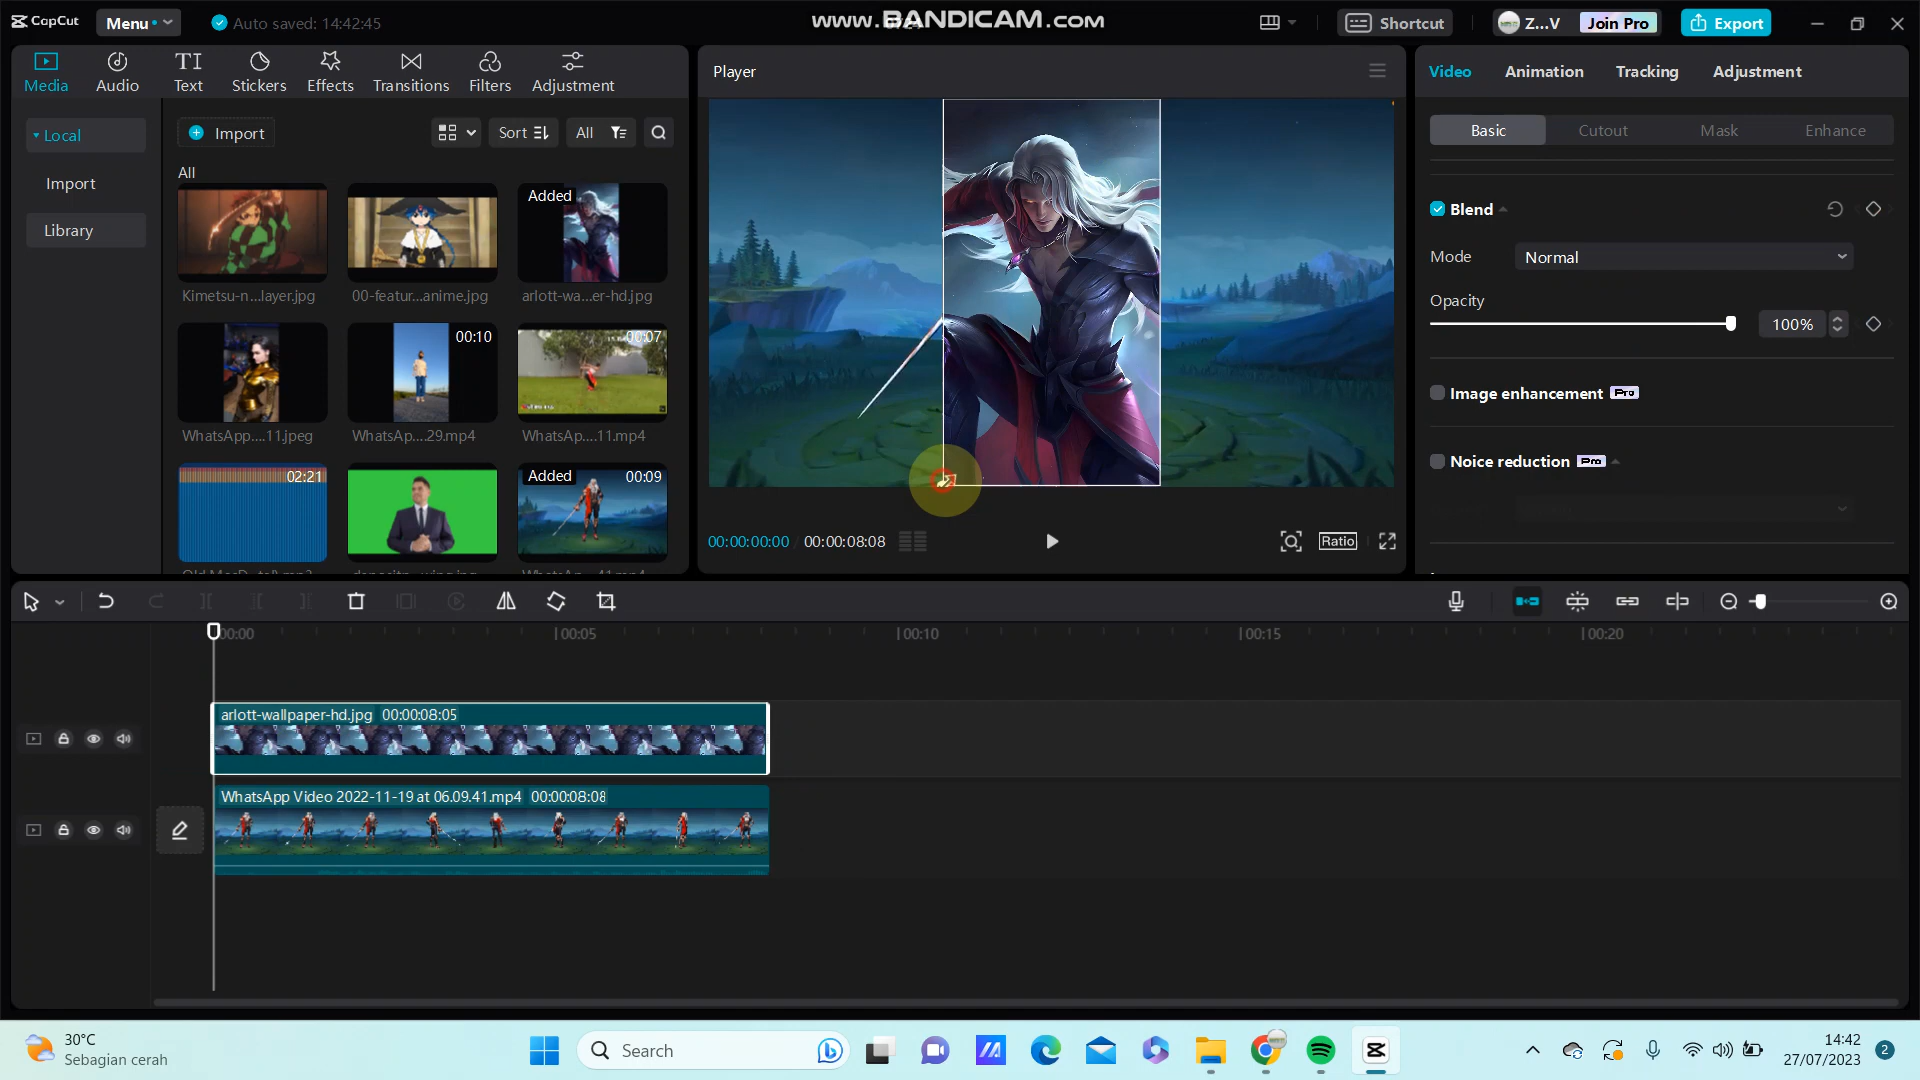 CapCut
Menu
Auto saved: 14:42:45
www.BANDICAM.com
Shortcut
Z...V
Join Pro
Export
Media
Audio
Text
Stickers
Effects
Transitions
Filters
Adjustment
Player
Video
Animation
Tracking
Adjustment
Local
Import
Library
Import
Sort
All
All
Basic
Cutout
Mask
Enhance
Kimetsu-n...layer.jpg
00-featur...anime.jpg
Added
arlott-wa...er-hd.jpg
Blend
Mode
Normal
Opacity
100%
WhatsApp....11.jpeg
00:10
WhatsAp....29.mp4
00:07
WhatsAp....11.mp4
Image enhancement
Pro
Noice reduction
Pro
02:21
Added
00:09
00:00:00:00
00:00:08:08
Ratio
00:00
00:05
00:10
00:15
00:20
arlott-wallpaper-hd.jpg 00:00:08:05
WhatsApp Video 2022-11-19 at 06.09.41.mp4 00:00:08:08
30°C
Sebagian cerah
Search
14:42
27/07/2023
2